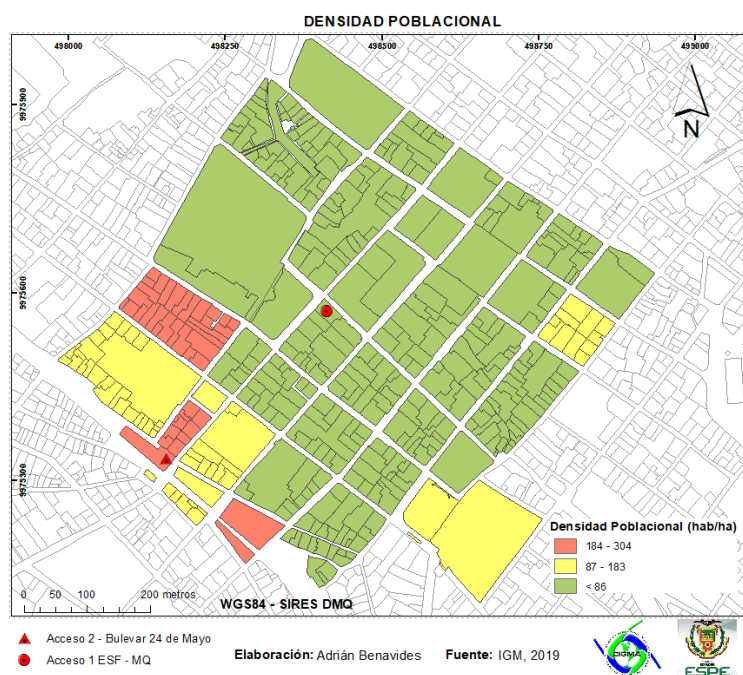 DENSIDAD POBLACIONAL
498000 498250 498500 498750 499000
9975900
9975600
9975300
N
Densidad Poblacional (hab/ha)
184 - 304
87 - 183
< 86
0 50 100 200 metros
WGS84 - SIRES DMQ
Acceso 2 - Bulevar 24 de Mayo
Acceso 1 ESF - MQ
Elaboración: Adrián Benavides Fuente: IGM, 2019
CIGMA
ESPE